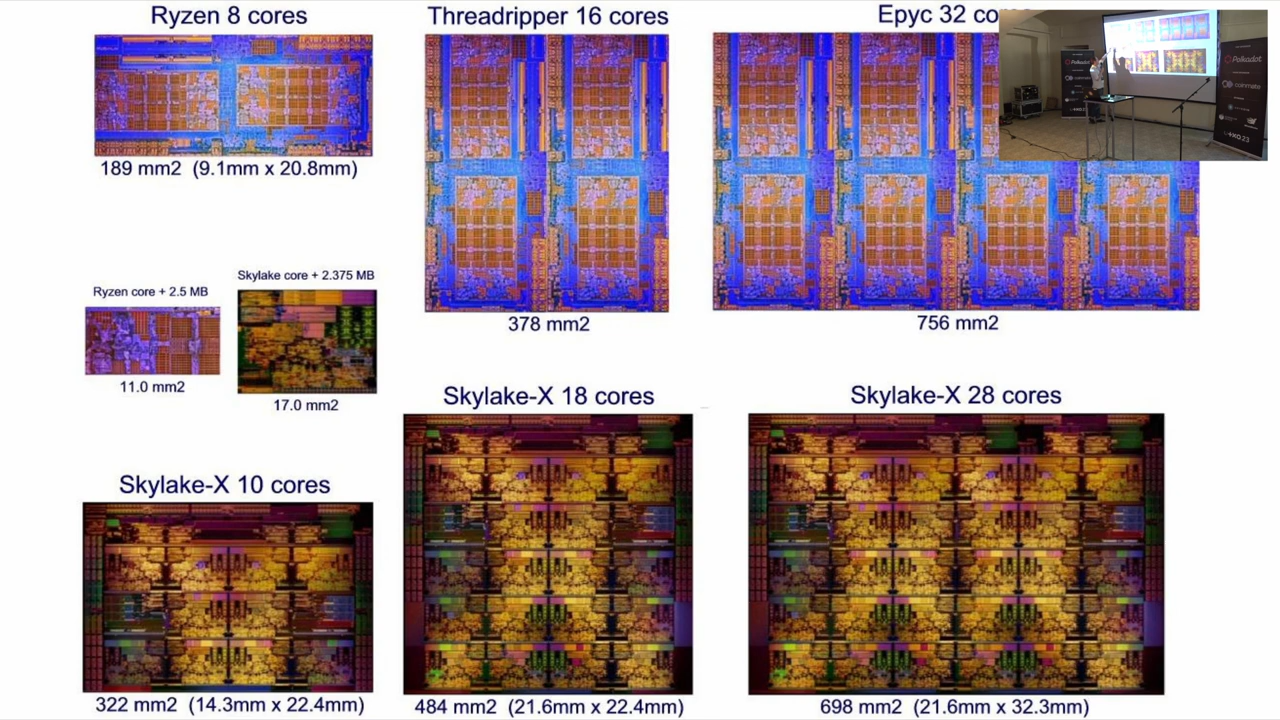 Ryzen 8 cores
Threadripper 16 cores
Epyc 32 co
189 mm2 (9.1mm x 20.8mm)
378 mm2
756 mm2
Ryzen core + 2.5 MB
Skylake core + 2.375 MB
11.0 mm2
17.0 mm2
Skylake-X 10 cores
Skylake-X 18 cores
Skylake-X 28 cores
322 mm2 (14.3mm x 22.4mm)
484 mm2 (21.6mm x 22.4mm)
698 mm2 (21.6mm x 32.3mm)
Polkadot
coinmate